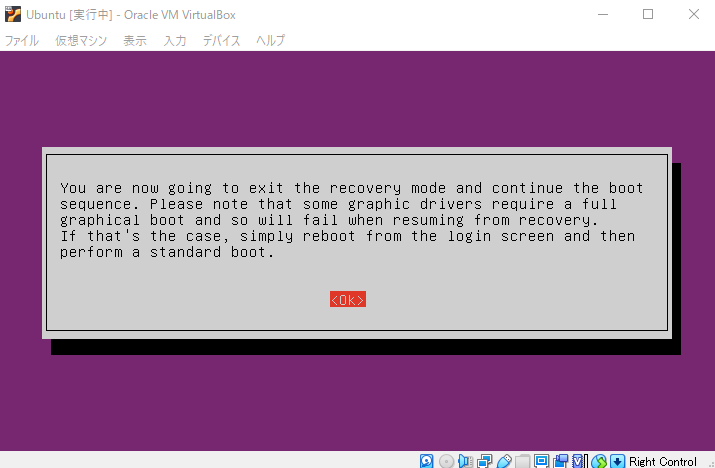 Ubuntu [実行中] - Oracle VM VirtualBox
ファイル 仮想マシン 表示 入力 デバイス ヘルプ
You are now going to exit the recovery mode and continue the boot
sequence. Please note that some graphic drivers require a full
graphical boot and so will fail when resuming from recovery.
If that's the case, simply reboot from the login screen and then
perform a standard boot.
<Ok>
Right Control